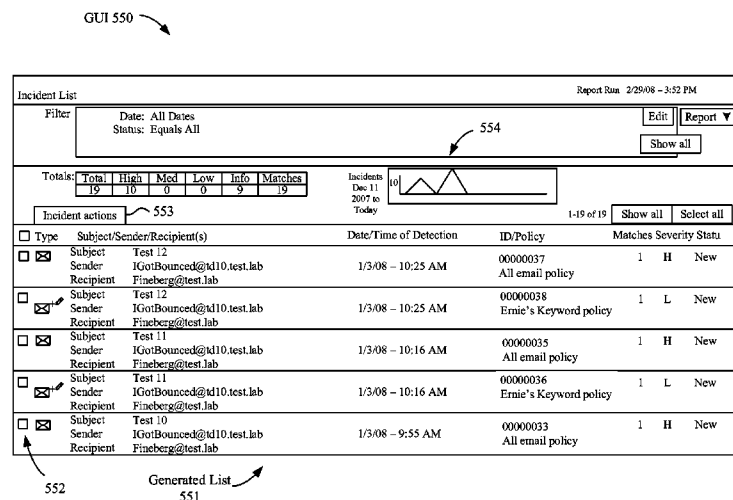 GUI 550
Incident List
Report Run 2/29/08 – 3:52 PM
Filter
Date: All Dates
Status: Equals All
Edit
Report ▼
Show all
554
Totals:
Total High Med Low Info Matches
19 10 0 0 9 19
Incidents
Dec 11
2007 to
Today
10
Incident actions
553
1-19 of 19
Show all
Select all
Type Subject/Sender/Recipient(s) Date/Time of Detection ID/Policy Matches Severity Statu
Subject Test 12
Sender IGotBounced@td10.test.lab
Recipient Fineberg@test.lab
1/3/08 – 10:25 AM
00000037
All email policy
1 H New
Subject Test 12
Sender IGotBounced@td10.test.lab
Recipient Fineberg@test.lab
1/3/08 – 10:25 AM
00000038
Ernie's Keyword policy
1 L New
Subject Test 11
Sender IGotBounced@td10.test.lab
Recipient Fineberg@test.lab
1/3/08 – 10:16 AM
00000035
All email policy
1 H New
Subject Test 11
Sender IGotBounced@td10.test.lab
Recipient Fineberg@test.lab
1/3/08 – 10:16 AM
00000036
Ernie's Keyword policy
1 L New
Subject Test 10
Sender IGotBounced@td10.test.lab
Recipient Fineberg@test.lab
1/3/08 – 9:55 AM
00000033
All email policy
1 H New
552
Generated List
551